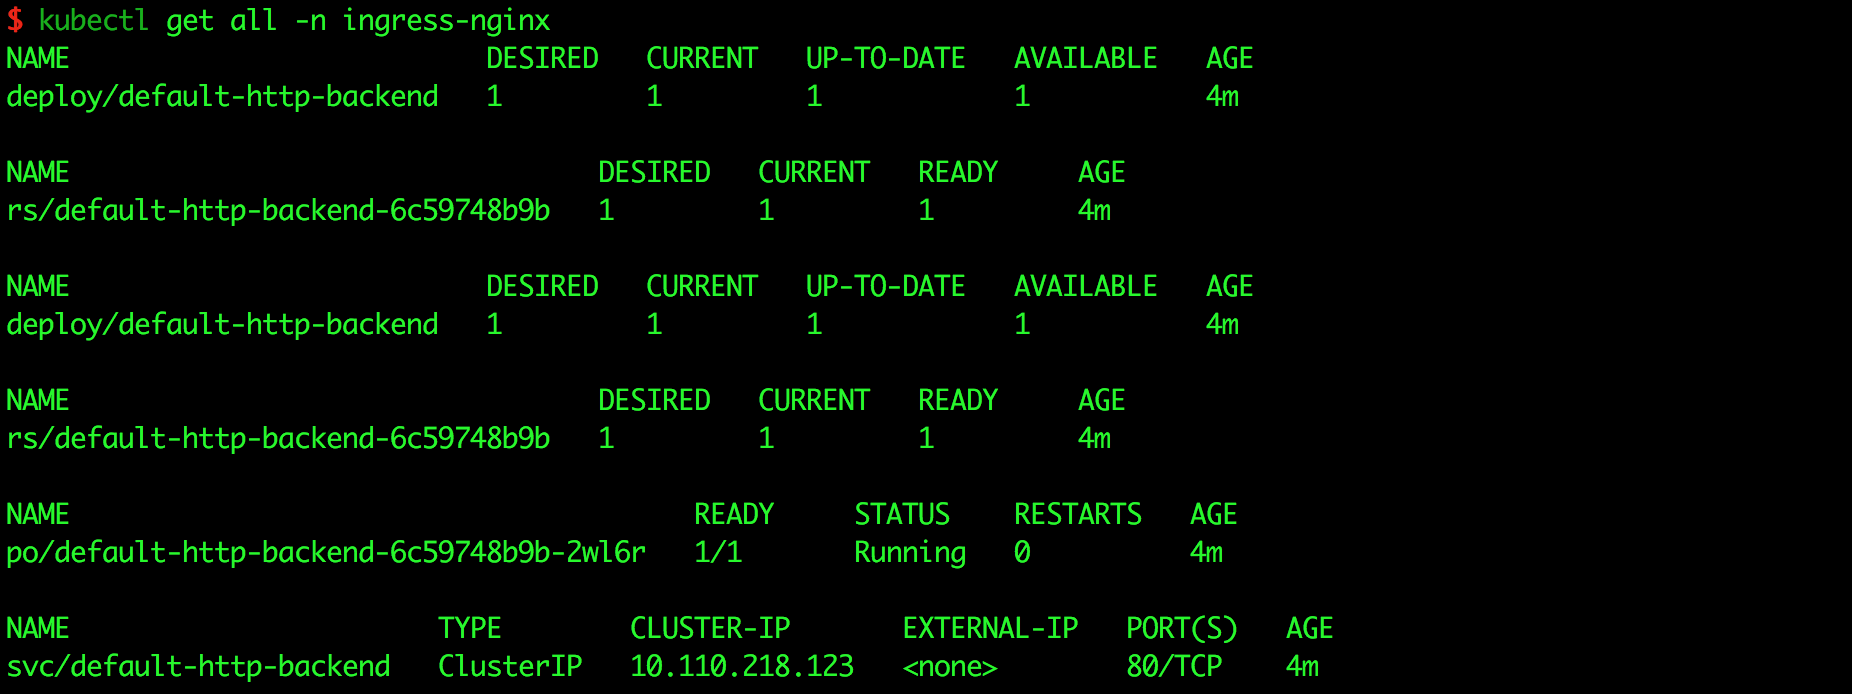 $ kubectl get all -n ingress-nginx
NAME                          DESIRED   CURRENT   UP-TO-DATE   AVAILABLE   AGE
deploy/default-http-backend   1         1         1            1           4m

NAME                                 DESIRED   CURRENT   READY     AGE
rs/default-http-backend-6c59748b9b   1         1         1         4m

NAME                          DESIRED   CURRENT   UP-TO-DATE   AVAILABLE   AGE
deploy/default-http-backend   1         1         1            1           4m

NAME                                 DESIRED   CURRENT   READY     AGE
rs/default-http-backend-6c59748b9b   1         1         1         4m

NAME                                       READY     STATUS    RESTARTS   AGE
po/default-http-backend-6c59748b9b-2wl6r   1/1       Running   0          4m

NAME                       TYPE        CLUSTER-IP       EXTERNAL-IP   PORT(S)   AGE
svc/default-http-backend   ClusterIP   10.110.218.123   <none>        80/TCP    4m